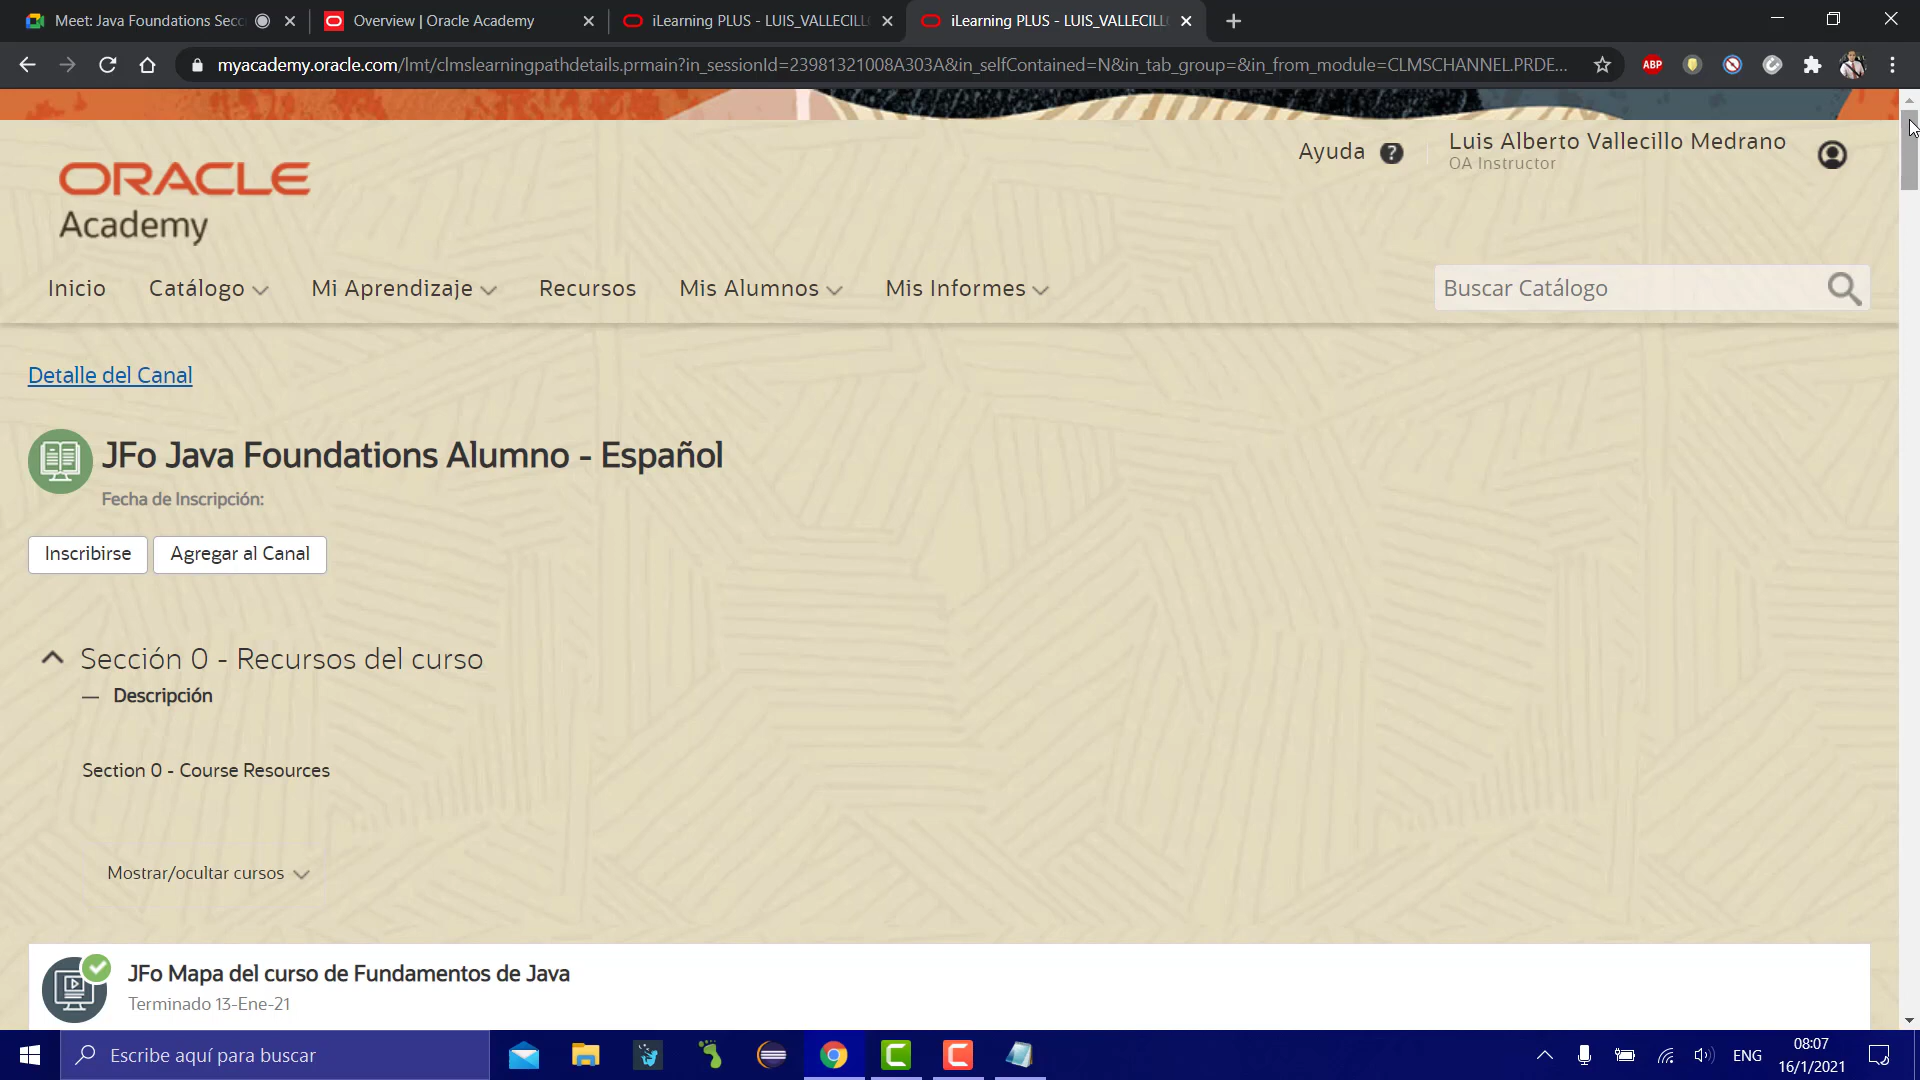 Meet: Java Foundations Secc
Overview | Oracle Academy
iLearning PLUS - LUIS_VALLECILL
iLearning PLUS - LUIS_VALLECILL
myacademy.oracle.com/lmt/clmslearningpathdetails.prmain?in_sessionId=23981321008A303A&in_selfContained=N&in_tab_group=&in_from_module=CLMSCHANNEL.PRDE...
ABP
ORACLE
Academy
Ayuda ?
Luis Alberto Vallecillo Medrano
OA Instructor
Inicio
Catálogo
Mi Aprendizaje
Recursos
Mis Alumnos
Mis Informes
Buscar Catálogo
Detalle del Canal
JFo Java Foundations Alumno - Español
Fecha de Inscripción:
Inscribirse
Agregar al Canal
Sección 0 - Recursos del curso
— Descripción
Section 0 - Course Resources
Mostrar/ocultar cursos
JFo Mapa del curso de Fundamentos de Java
Terminado 13-Ene-21
Escribe aquí para buscar
ENG
08:07
16/1/2021